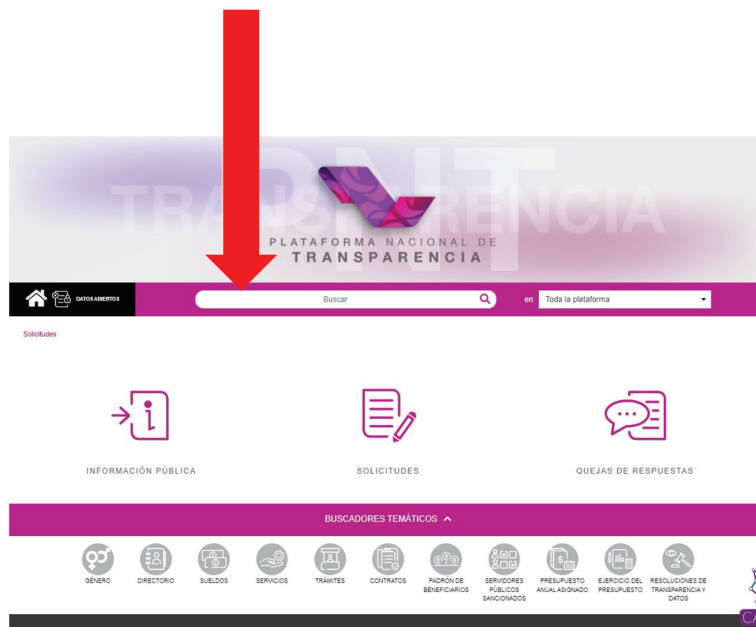 PNT
TRANSPARENCIA
PLATAFORMA NACIONAL DE
TRANSPARENCIA
DATOS ABIERTOS
Buscar
en
Toda la plataforma
Solicitudes
INFORMACIÓN PÚBLICA
SOLICITUDES
QUEJAS DE RESPUESTAS
BUSCADORES TEMÁTICOS
GÉNERO
DIRECTORIO
SUELDOS
SERVICIOS
TRÁMITES
CONTRATOS
PADRÓN DE
BENEFICIARIOS
SERVIDORES
PÚBLICOS
SANCIONADOS
PRESUPUESTO
ANUAL ASIGNADO
EJERCICIO DEL
PRESUPUESTO
RESOLUCIONES DE
TRANSPARENCIA Y
DATOS